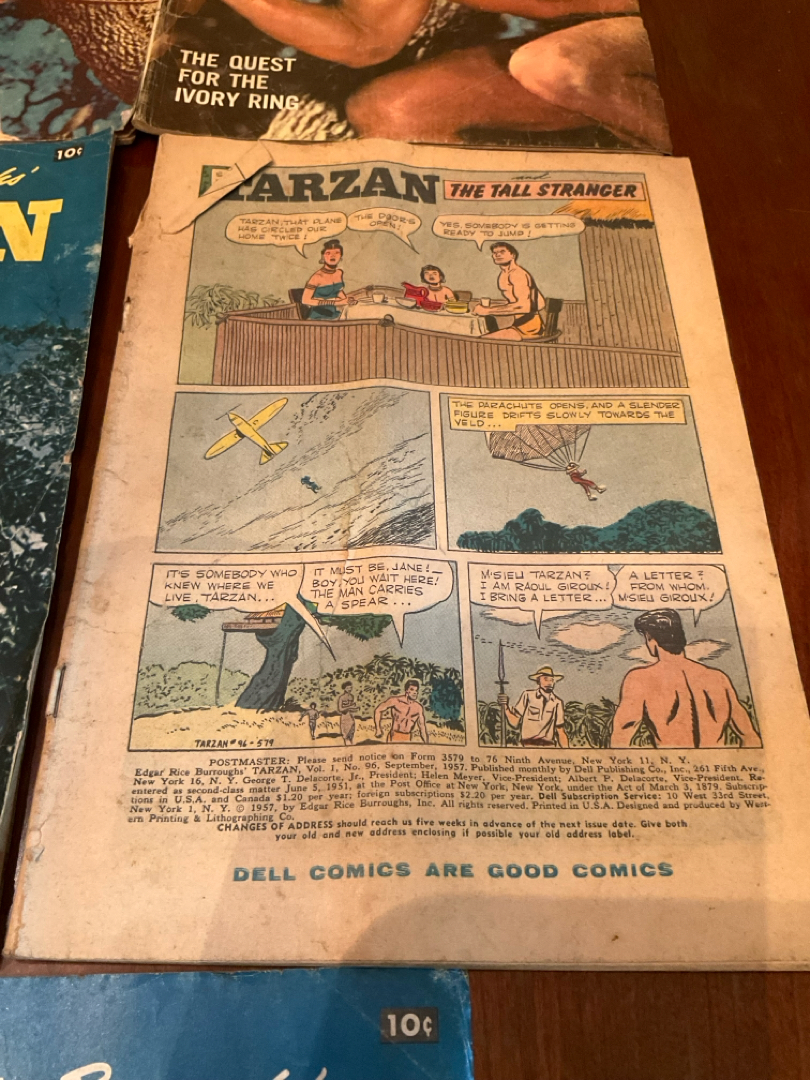 THE QUEST
FOR THE
IVORY RING
10¢
N
TARZAN
and
THE TALL STRANGER
TARZAN, THAT PLANE
HAS CIRCLED OUR
HOME TWICE!
THE DOOR'S
OPEN!
YES, SOMEBODY IS GETTING
READY TO JUMP!
THE PARACHUTE OPENS, AND A SLENDER
FIGURE DRIFTS SLOWLY TOWARDS THE
VELD...
IT'S SOMEBODY WHO
KNEW WHERE WE
LIVE, TARZAN...
IT MUST BE, JANE!—
BOY, YOU WAIT HERE!
THE MAN CARRIES
A SPEAR...
M'SIEU TARZAN?
I AM RAOUL GIROUX!
I BRING A LETTER...
A LETTER?
FROM WHOM,
M'SIEU GIROUX!
TARZAN #96-579
POSTMASTER: Please send notice on Form 3579 to 76 Ninth Avenue, New York 11, N. Y.
Edgar Rice Burroughs' TARZAN, Vol. 1, No. 96, September, 1957. Published monthly by Dell Publishing Co., Inc., 261 Fifth Ave.,
New York 16, N. Y. George T. Delacorte, Jr., President; Helen Meyer, Vice-President; Albert P. Delacorte, Vice-President. Re-
entered as second-class matter June 5, 1951, at the Post Office at New York, New York, under the Act of March 3, 1879. Subscrip-
tions in U.S.A. and Canada $1.20 per year; foreign subscriptions $2.20 per year. Dell Subscription Service: 10 West 33rd Street,
New York 1, N. Y. © 1957, by Edgar Rice Burroughs, Inc. All rights reserved. Printed in U.S.A. Designed and produced by West-
ern Printing & Lithographing Co.
CHANGES OF ADDRESS should reach us five weeks in advance of the next issue date. Give both
your old and new address enclosing if possible your old address label.
DELL COMICS ARE GOOD COMICS
10¢